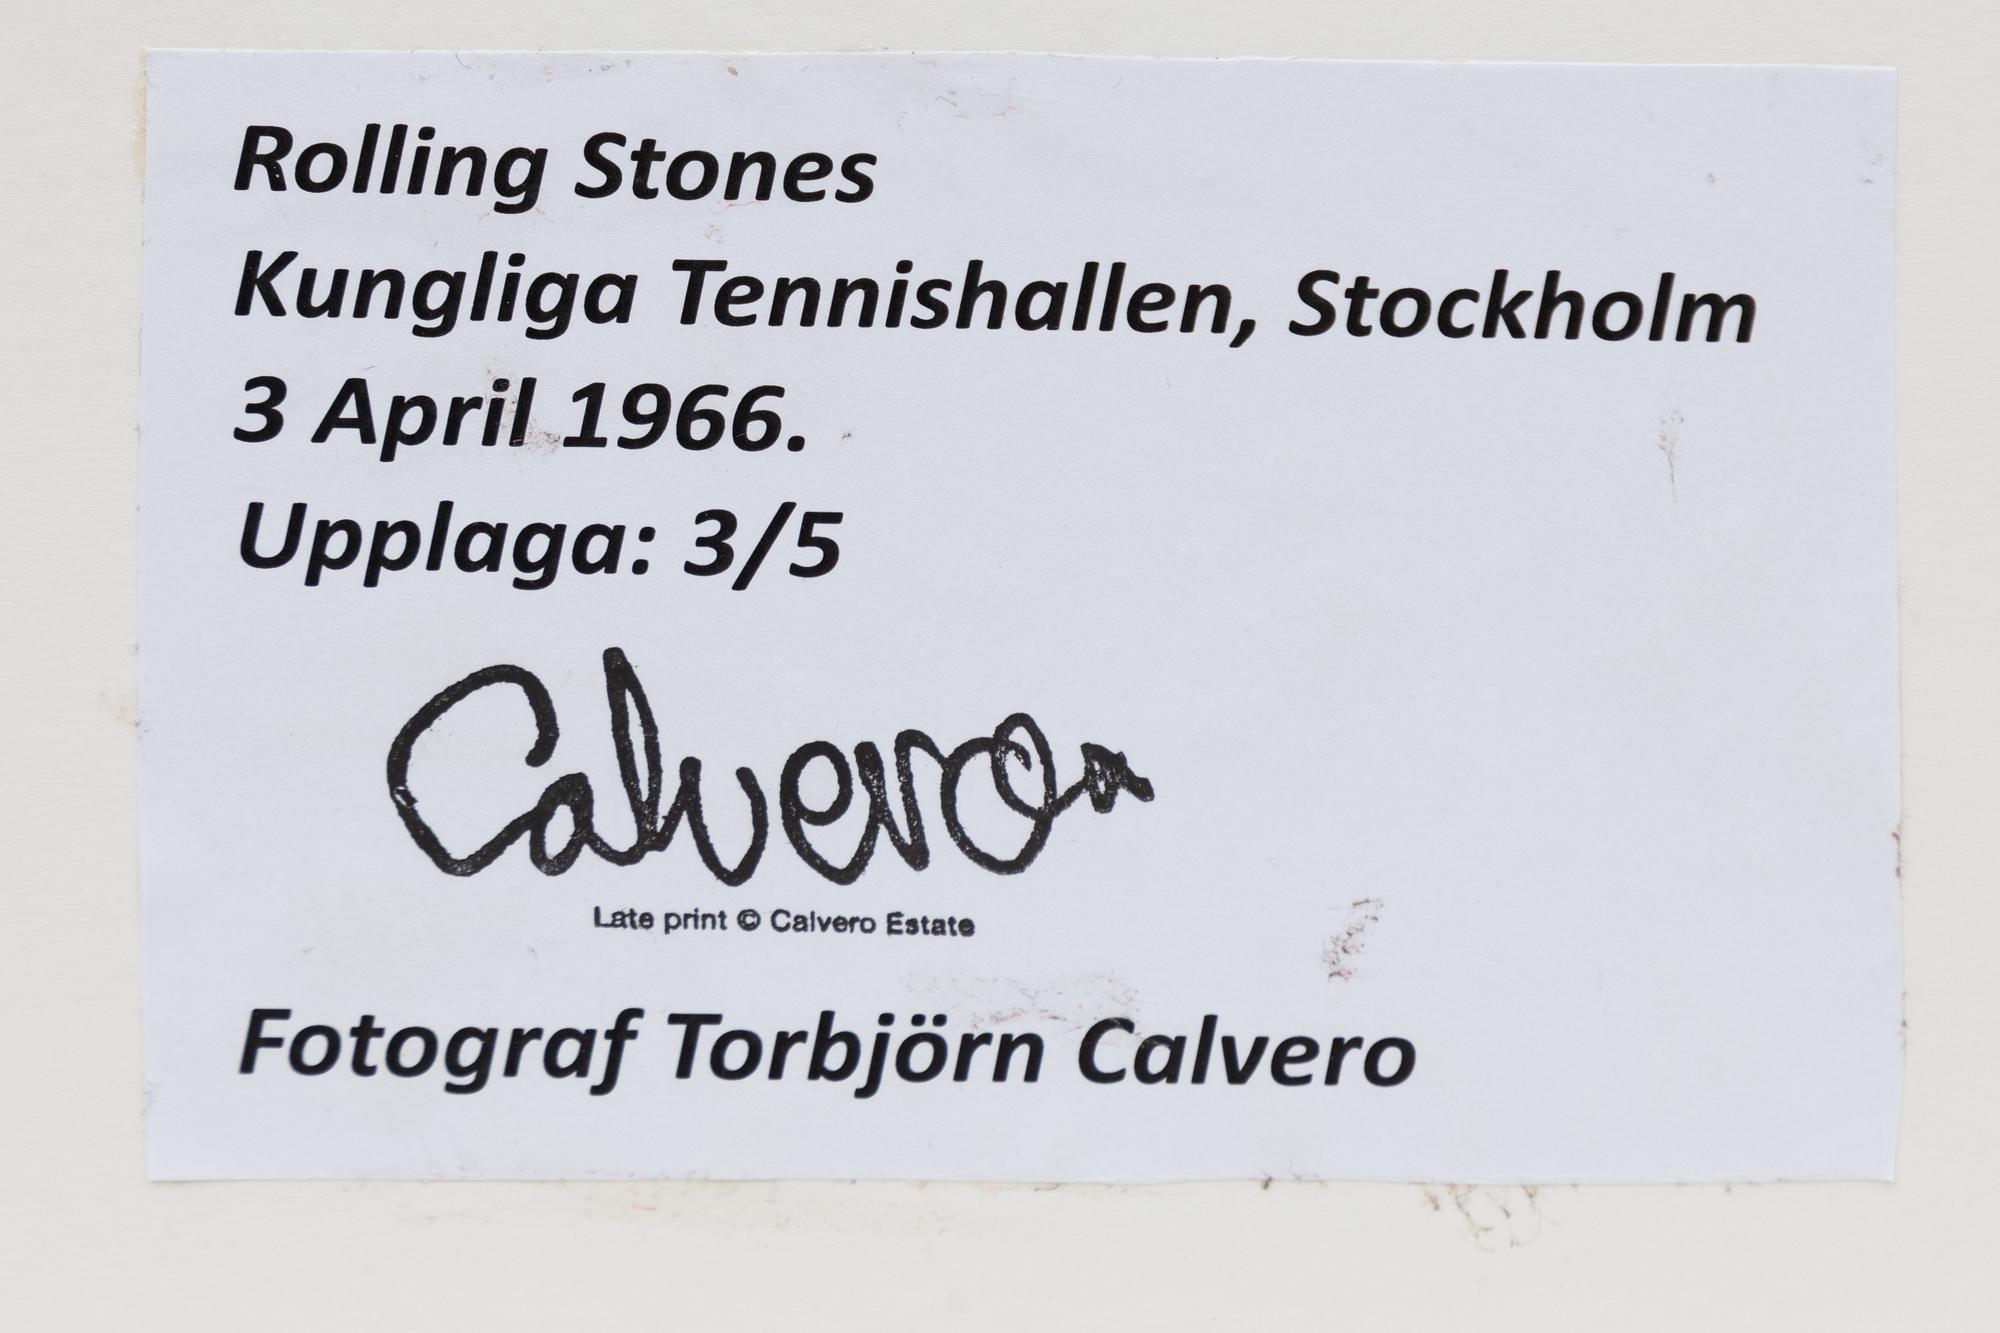 Rolling Stones
Kungliga Tennishallen, Stockholm
3 April 1966.
Upplaga: 3/5
Calvero
Late print © Calvero Estate
Fotograf Torbjörn Calvero